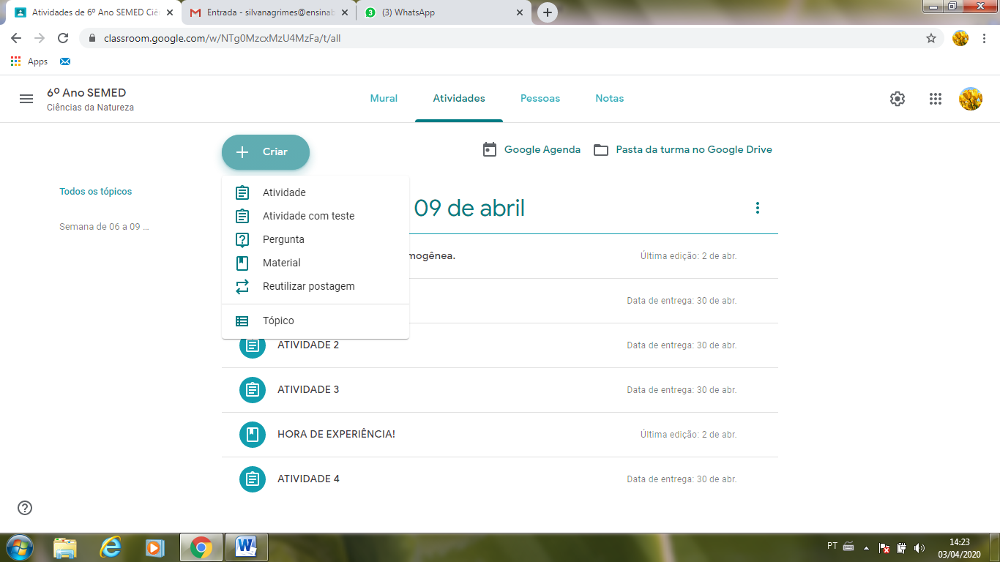 Atividades de 6º Ano SEMED Ciê
Entrada - silvanagrimes@ensinab
(3) WhatsApp
classroom.google.com/w/NTg0MzcxMzU4MzFa/t/all
Apps
6º Ano SEMED
Ciências da Natureza
Mural
Atividades
Pessoas
Notas
Criar
Google Agenda
Pasta da turma no Google Drive
Todos os tópicos
Semana de 06 a 09 ...
Atividade
Atividade com teste
Pergunta
Material
Reutilizar postagem
Tópico
09 de abril
mogênea.
Última edição: 2 de abr.
Data de entrega: 30 de abr.
ATIVIDADE 2
Data de entrega: 30 de abr.
ATIVIDADE 3
Data de entrega: 30 de abr.
HORA DE EXPERIÊNCIA!
Última edição: 2 de abr.
ATIVIDADE 4
Data de entrega: 30 de abr.
PT
14:23
03/04/2020